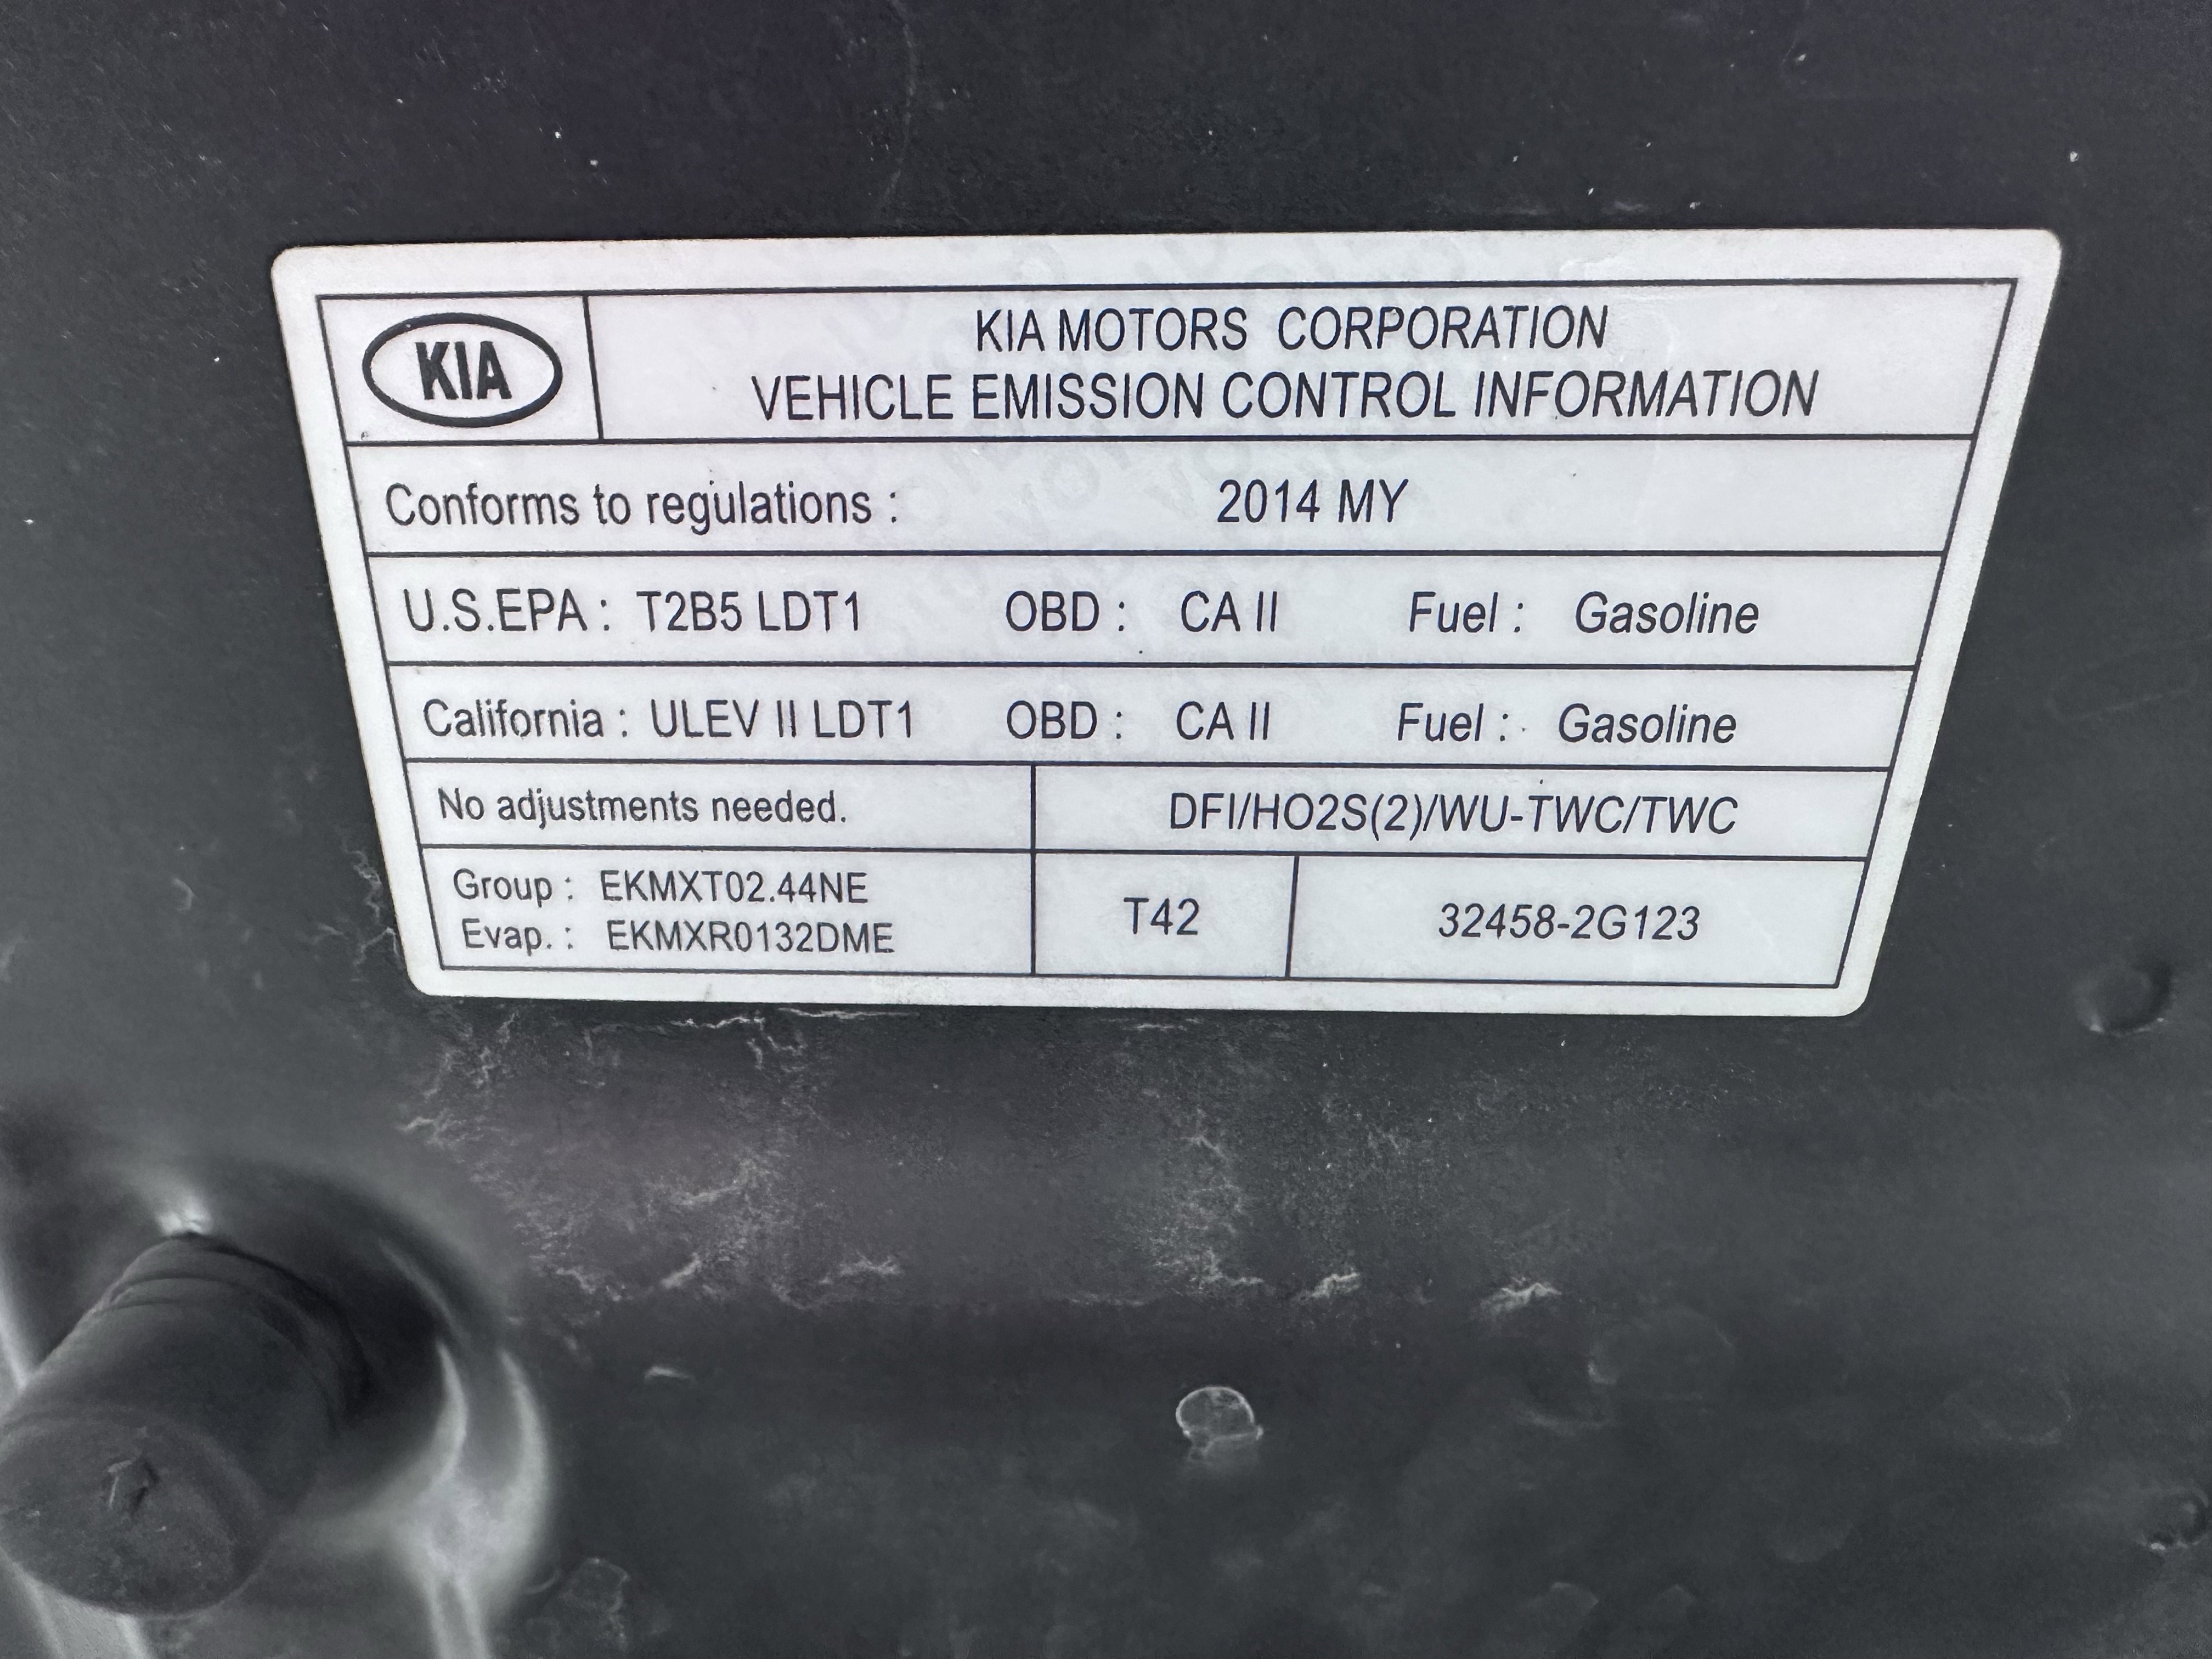 KIA
KIA MOTORS CORPORATION
VEHICLE EMISSION CONTROL INFORMATION
Conforms to regulations : 2014 MY
U.S.EPA : T2B5 LDT1 OBD : CA II Fuel : Gasoline
California : ULEV II LDT1 OBD : CA II Fuel : Gasoline
No adjustments needed. DFI/HO2S(2)/WU-TWC/TWC
Group : EKMXT02.44NE
Evap. : EKMXR0132DME
T42
32458-2G123